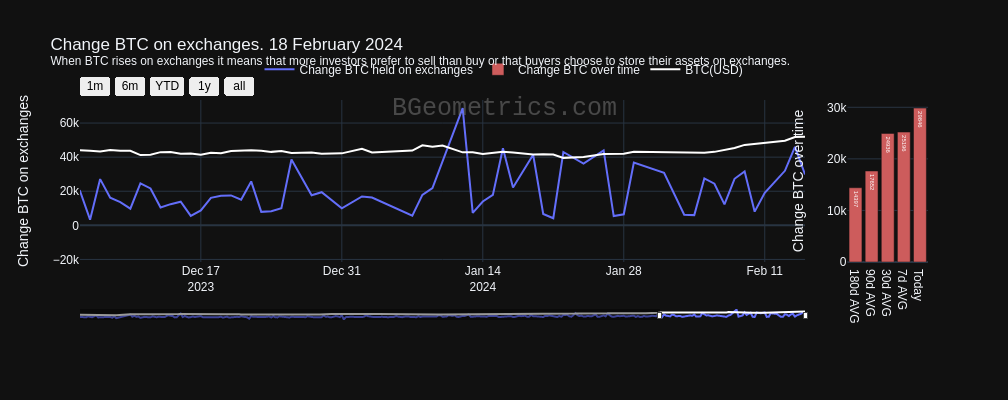 Change BTC on exchanges. 18 February 2024
When BTC rises on exchanges it means that more investors prefer to sell than buy or that buyers choose to store their assets on exchanges.
Change BTC held on exchanges
Change BTC over time
BTC(USD)
1m
6m
YTD
1y
all
BGeometrics.com
Change BTC on exchanges
60k
40k
20k
0
−20k
Dec 17
2023
Dec 31
Jan 14
2024
Jan 28
Feb 11
Change BTC over time
30k
20k
10k
0
180d AVG
90d AVG
30d AVG
7d AVG
Today